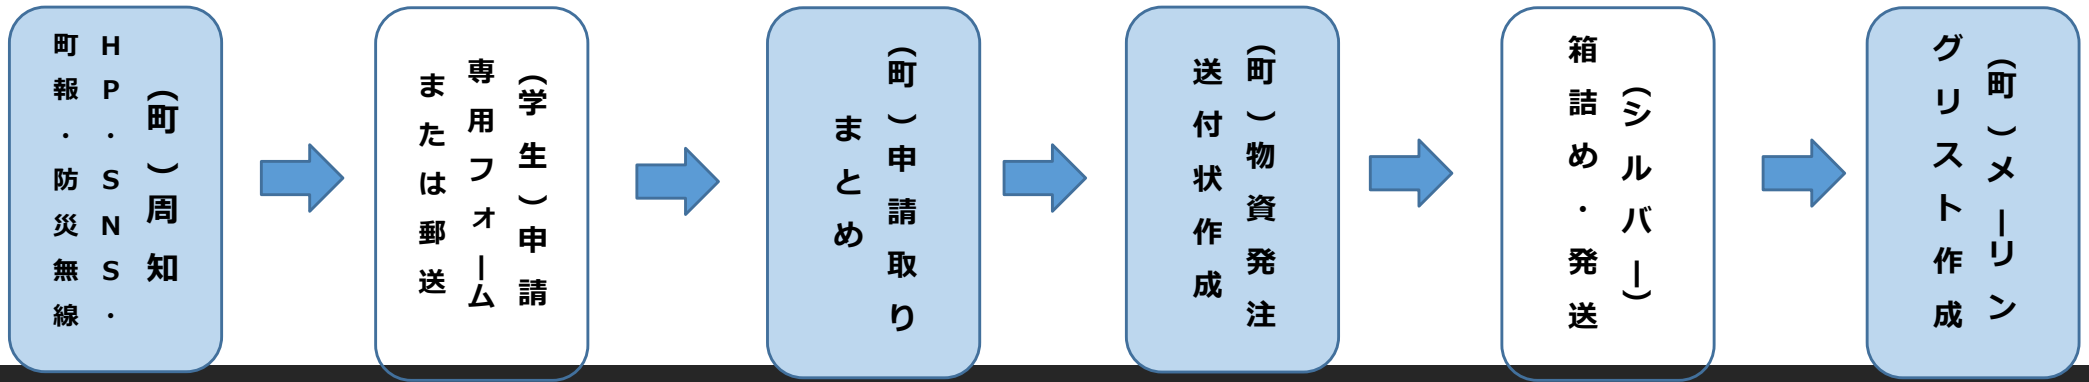 (町)周知
HP・SNS・
町報・防災無線
(学生)申請
専用フォーム
または郵送
(町)申請取り
まとめ
(町)物資発注
送付状作成
(シルバー)
箱詰め・発送
(町)メーリン
グリスト作成